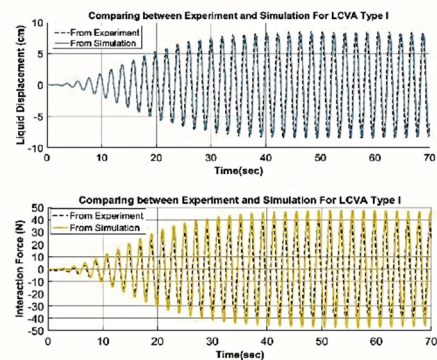 Comparing between Experiment and Simulation For LCVA Type I
Liquid Displacement (cm)
10
5
0
-5
-10
From Experiment
From Simulation
0 10 20 30 40 50 60 70
Time(sec)
Comparing between Experiment and Simulation For LCVA Type I
Interaction Force (N)
50
40
30
20
10
0
-10
-20
-30
-40
-50
From Experiment
From Simulation
0 10 20 30 40 50 60 70
Time(sec)